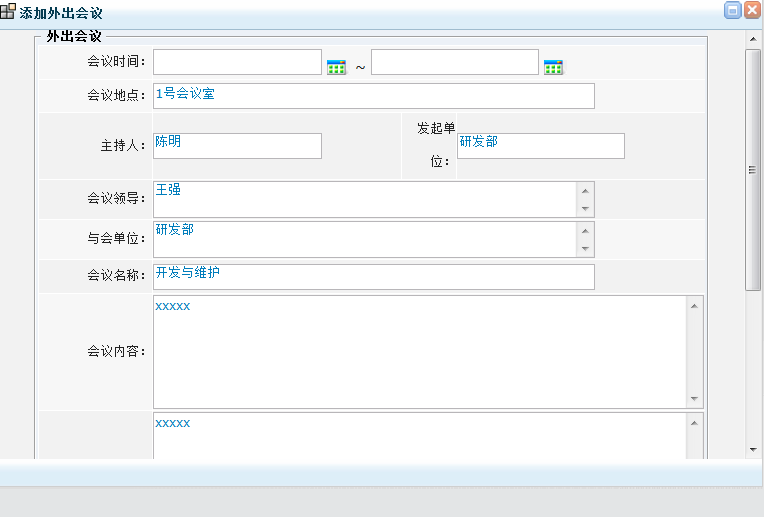 添加外出会议
外出会议
会议时间： ~
会议地点： 1号会议室
主持人： 陈明 发起单位： 研发部
会议领导： 王强
与会单位： 研发部
会议名称： 开发与维护
会议内容： xxxxx
xxxxx